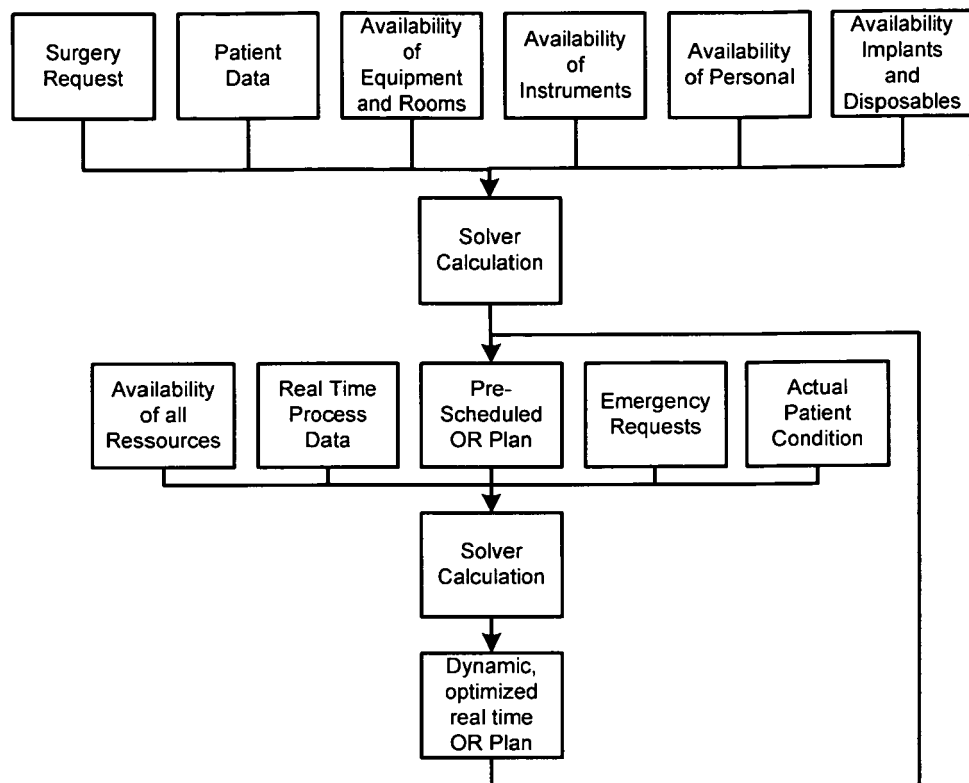 Surgery
Request
Patient
Data
Availability
of
Equipment
and Rooms
Availability
of
Instruments
Availability
of Personal
Availability
Implants
and
Disposables
Solver
Calculation
Availability
of all
Ressources
Real Time
Process
Data
Pre-
Scheduled
OR Plan
Emergency
Requests
Actual
Patient
Condition
Solver
Calculation
Dynamic,
optimized
real time
OR Plan